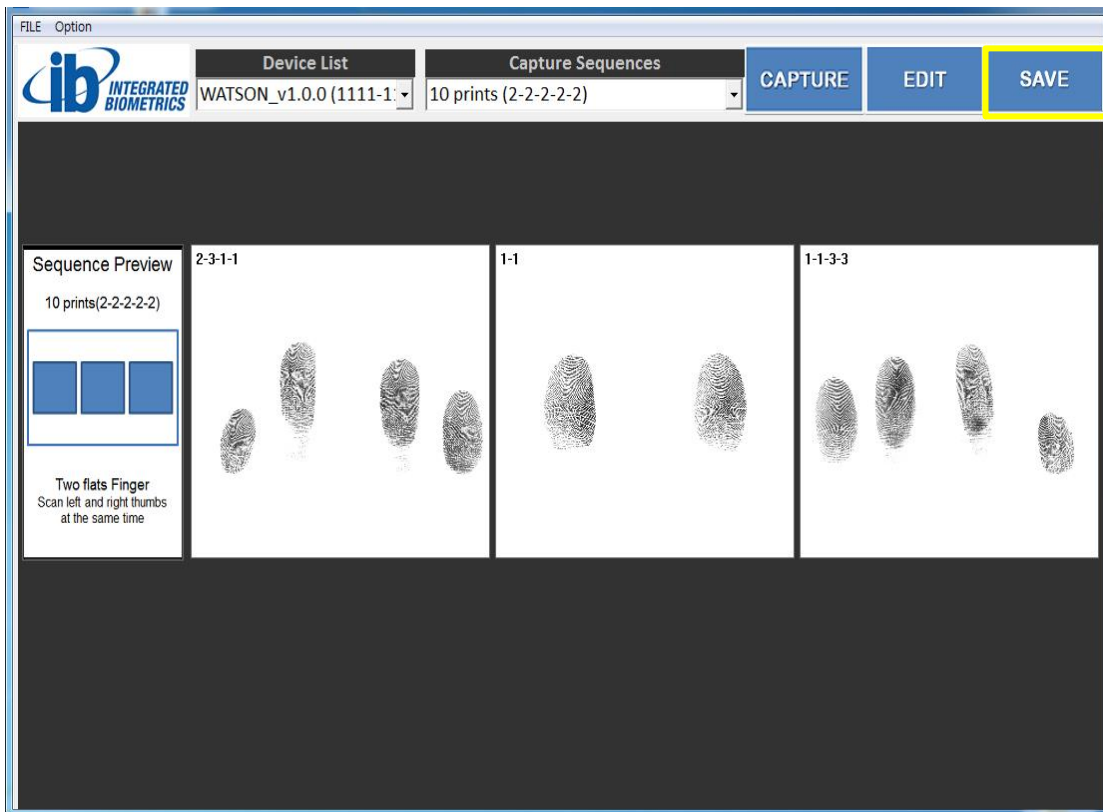 FILE Option
ib INTEGRATED
BIOMETRICS
Device List
WATSON_v1.0.0 (1111-1:
Capture Sequences
10 prints (2-2-2-2-2)
CAPTURE
EDIT
SAVE
Sequence Preview
10 prints(2-2-2-2-2)
Two flats Finger
Scan left and right thumbs
at the same time
2-3-1-1
1-1
1-1-3-3